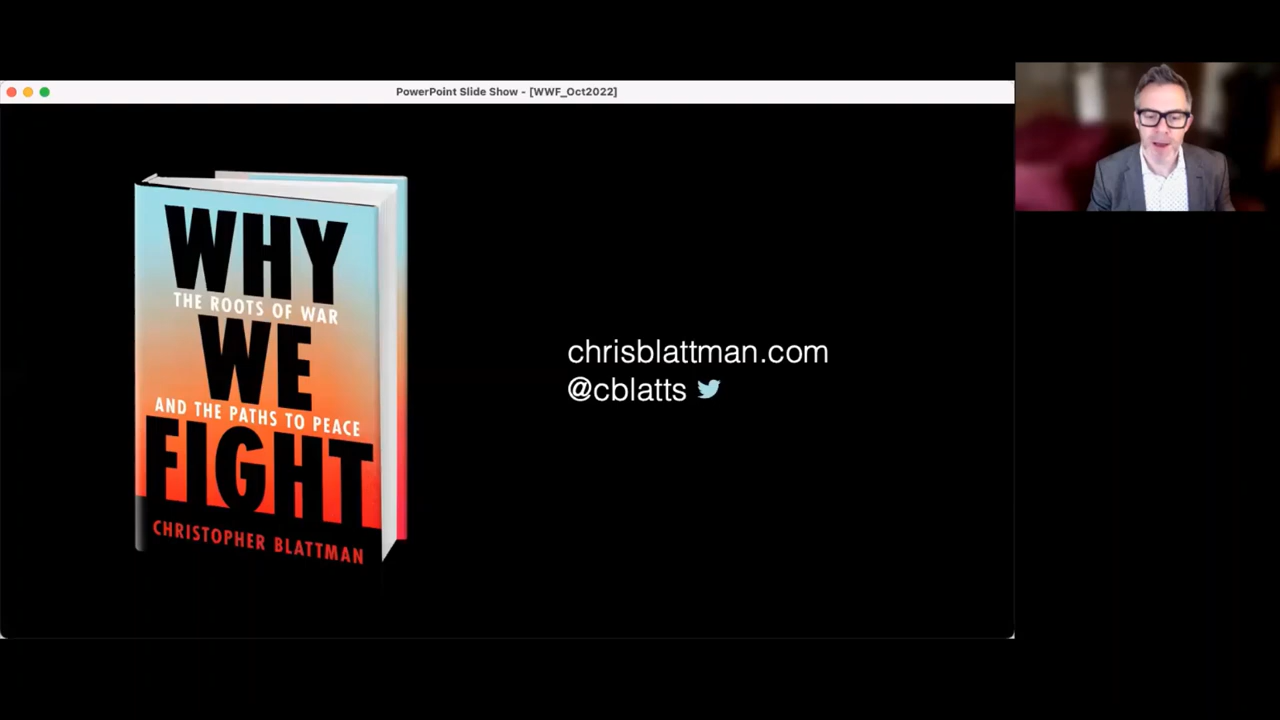 PowerPoint Slide Show - [WWF_Oct2022]
WHY
THE ROOTS OF WAR
WE
AND THE PATHS TO PEACE
FIGHT
CHRISTOPHER BLATTMAN
chrisblattman.com
@cblatts